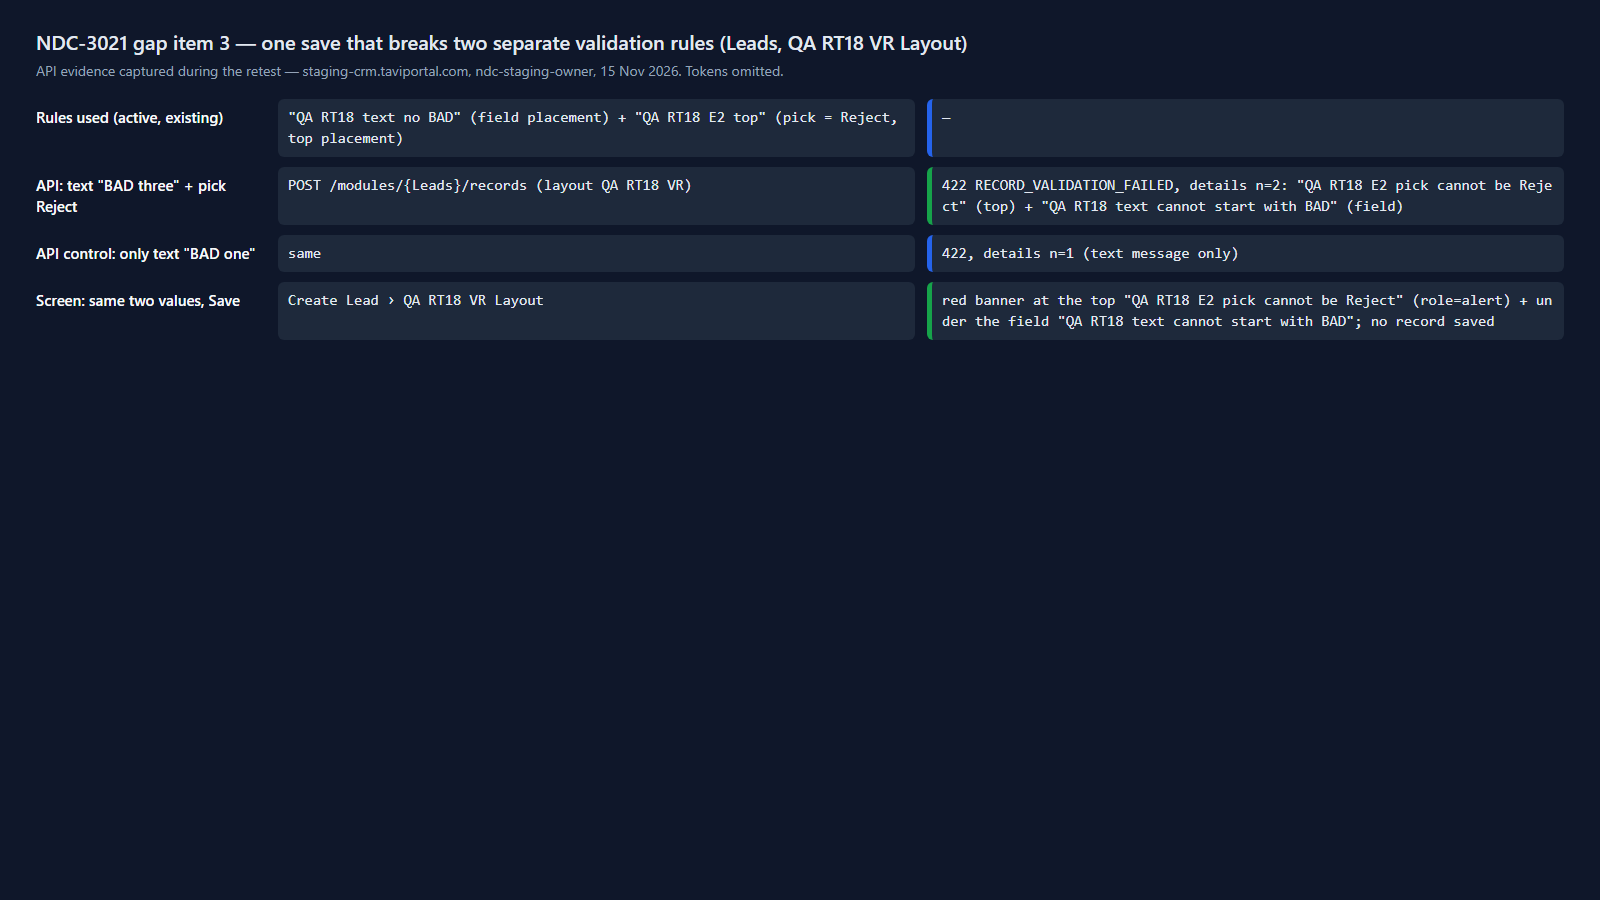 NDC-3021 gap item 3 — one save that breaks two separate validation rules (Leads, QA RT18 VR Layout)
API evidence captured during the retest — staging-crm.taviportal.com, ndc-staging-owner, 15 Nov 2026. Tokens omitted.
Rules used (active, existing)
"QA RT18 text no BAD" (field placement) + "QA RT18 E2 top" (pick = Reject,
top placement)
—
API: text "BAD three" + pick
Reject
POST /modules/{Leads}/records (layout QA RT18 VR)
422 RECORD_VALIDATION_FAILED, details n=2: "QA RT18 E2 pick cannot be Reje
ct" (top) + "QA RT18 text cannot start with BAD" (field)
API control: only text "BAD one"
same
422, details n=1 (text message only)
Screen: same two values, Save
Create Lead › QA RT18 VR Layout
red banner at the top "QA RT18 E2 pick cannot be Reject" (role=alert) + un
der the field "QA RT18 text cannot start with BAD"; no record saved